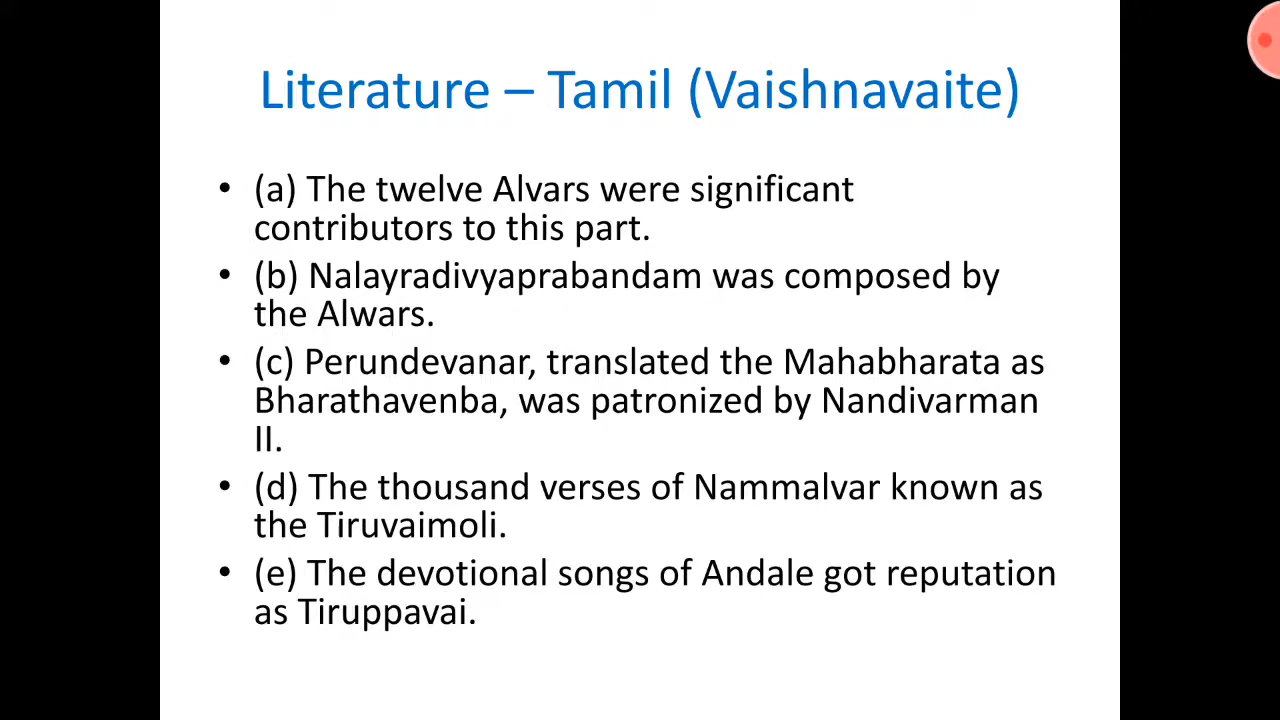 Literature – Tamil (Vaishnavaite)
• (a) The twelve Alvars were significant
contributors to this part.
• (b) Nalayradivyaprabandam was composed by
the Alwars.
• (c) Perundevanar, translated the Mahabharata as
Bharathavenba, was patronized by Nandivarman
II.
• (d) The thousand verses of Nammalvar known as
the Tiruvaimoli.
• (e) The devotional songs of Andale got reputation
as Tiruppavai.